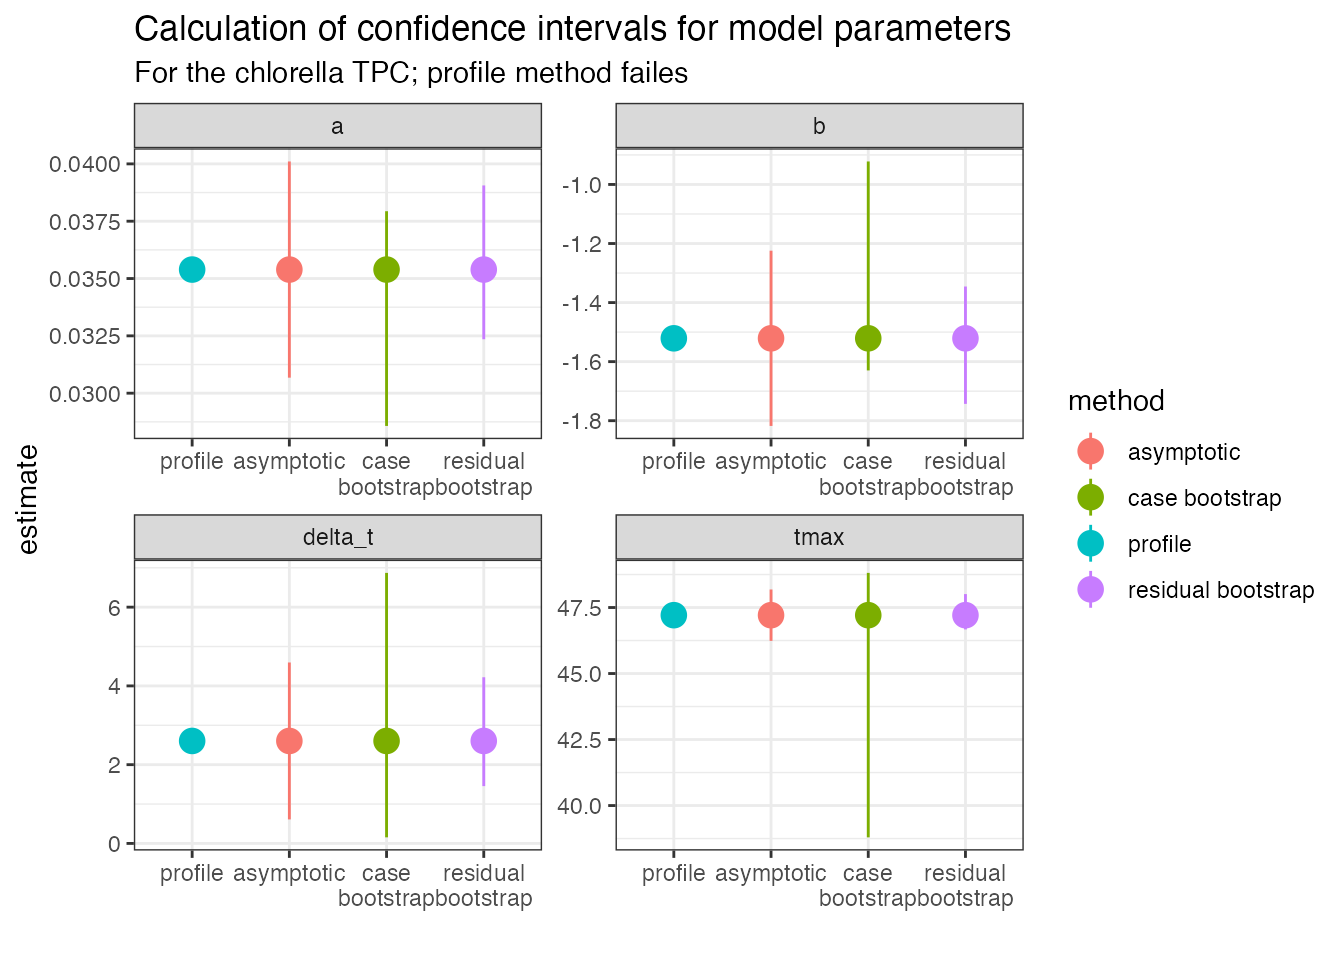 Calculation of confidence intervals for model parameters
For the chlorella TPC; profile method failes
a
0.0400
0.0375
0.0350
0.0325
0.0300
profile asymptotic case residual
bootstrap bootstrap
b
-1.0
-1.2
-1.4
-1.6
-1.8
profile asymptotic case residual
bootstrap bootstrap
delta_t
6
4
2
0
profile asymptotic case residual
bootstrap bootstrap
tmax
47.5
45.0
42.5
40.0
profile asymptotic case residual
bootstrap bootstrap
estimate
method
asymptotic
case bootstrap
profile
residual bootstrap